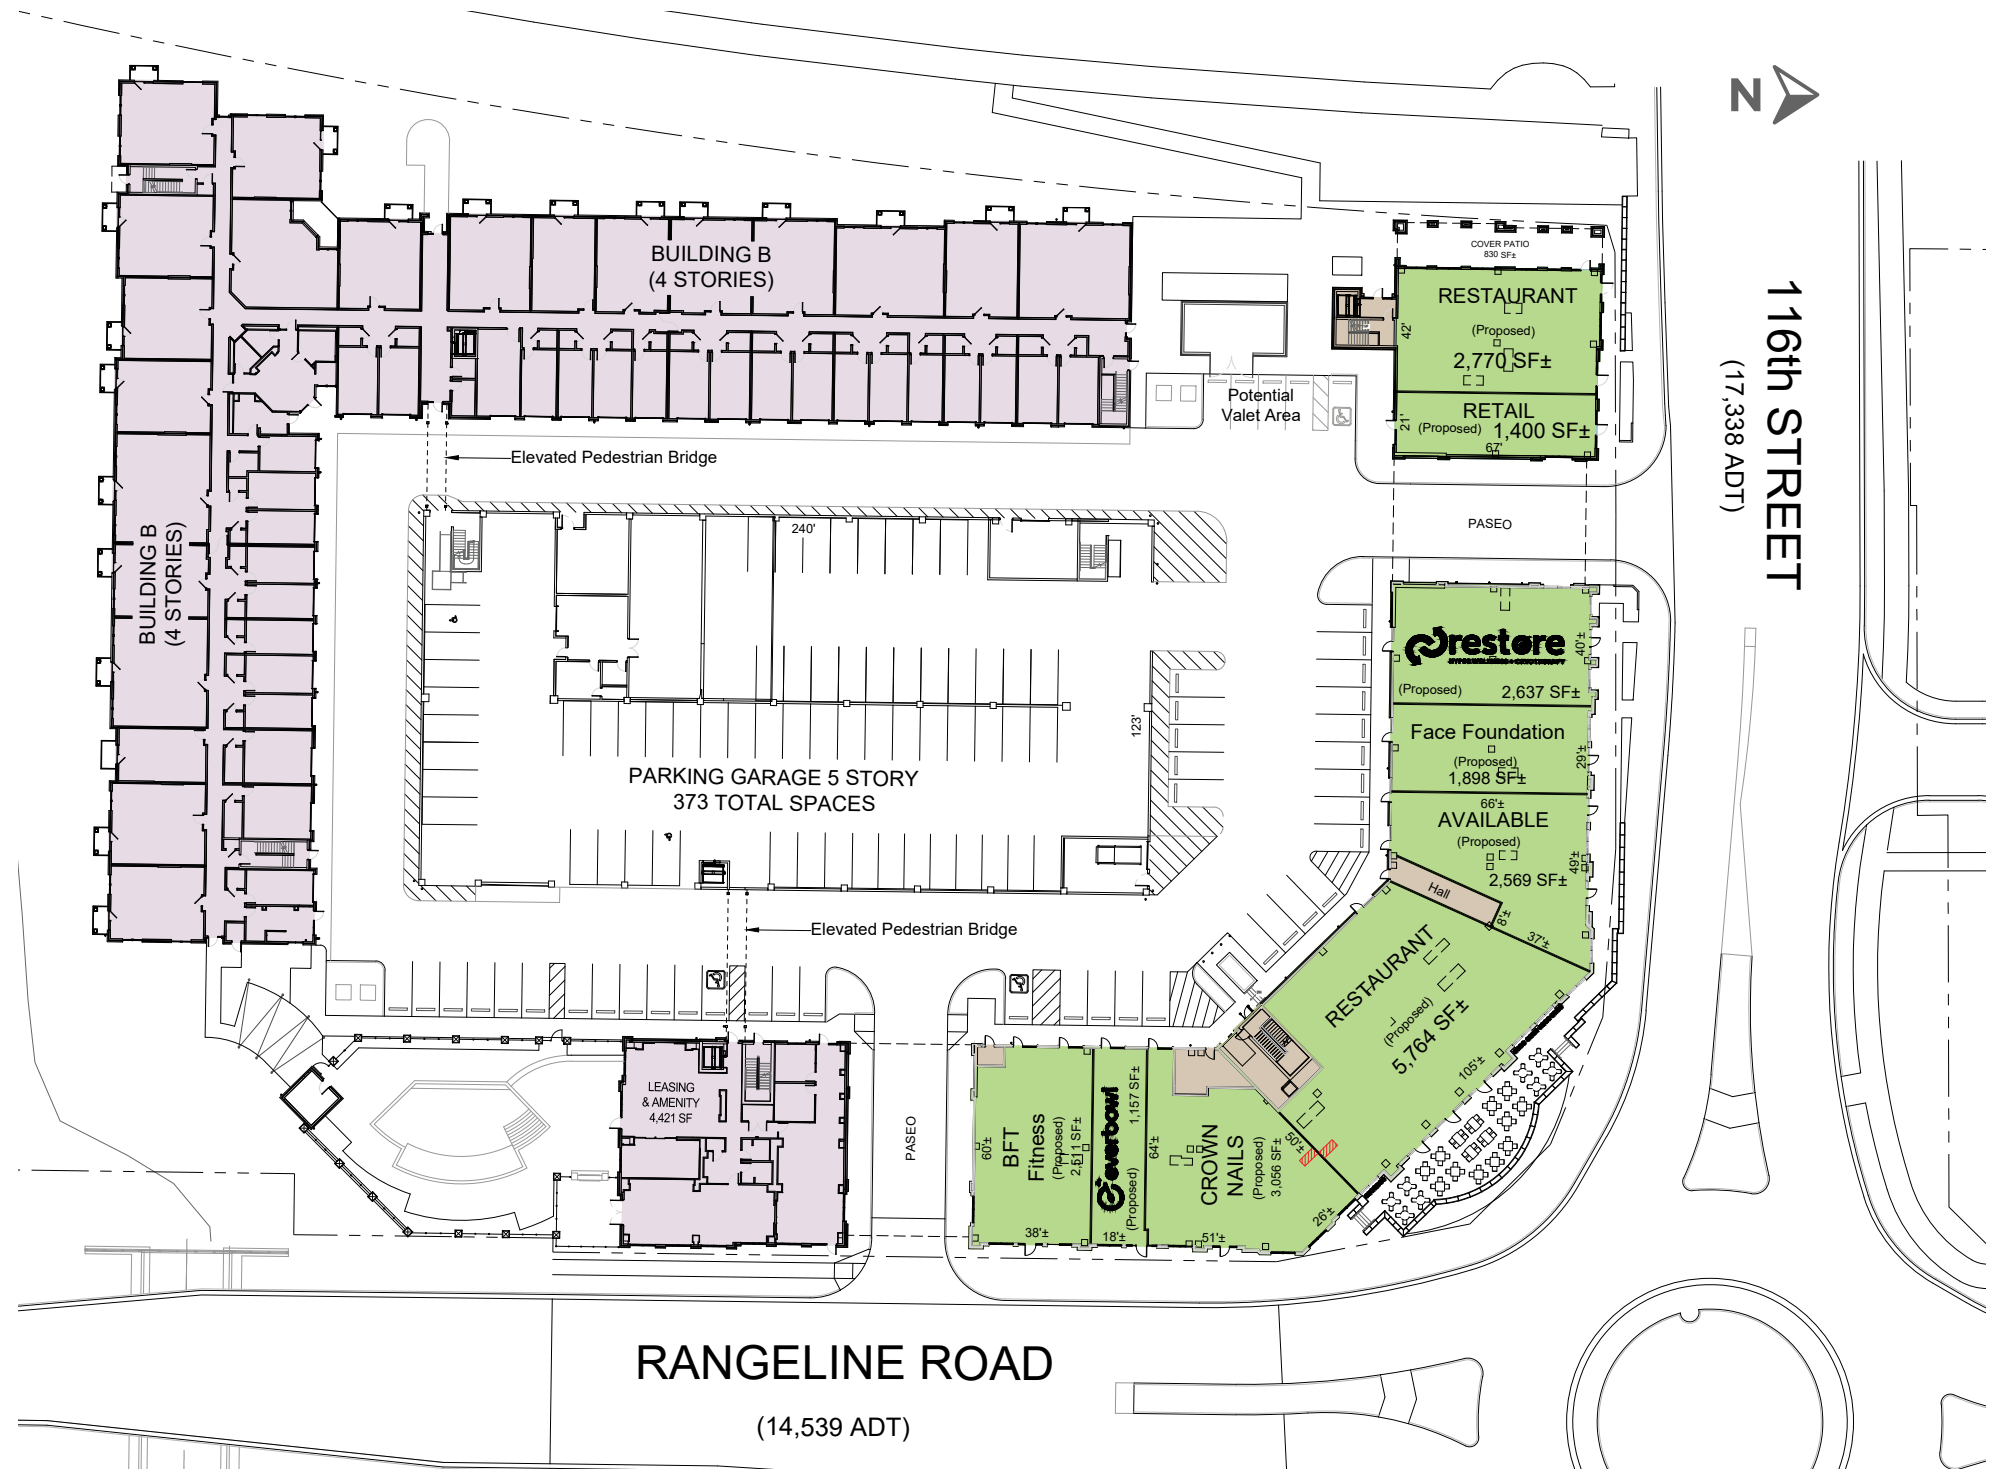 N
116th STREET
(17,338 ADT)
BUILDING B
(4 STORIES)
COVER PATIO
830 SF±
RESTAURANT
(Proposed)
2,770 SF±
42'
RETAIL
(Proposed) 1,400 SF±
21'
67'
Potential
Valet Area
Elevated Pedestrian Bridge
PASEO
240'
BUILDING B
(4 STORIES)
restore
HYPER WELLNESS + CRYOTHERAPY
40'±
(Proposed) 2,637 SF±
Face Foundation
(Proposed)
1,898 SF±
29'±
123'
PARKING GARAGE 5 STORY
373 TOTAL SPACES
66'±
AVAILABLE
(Proposed)
2,569 SF±
49'±
Hall
8'±
37'±
Elevated Pedestrian Bridge
RESTAURANT
(Proposed)
5,764 SF±
105'±
50'±
LEASING
& AMENITY
4,421 SF
PASEO
60'±
BFT
Fitness
(Proposed)
2,511 SF±
38'±
everbowl
(Proposed)
1,157 SF±
18'±
64'±
CROWN
NAILS
(Proposed)
3,056 SF±
51'±
26'±
RANGELINE ROAD
(14,539 ADT)